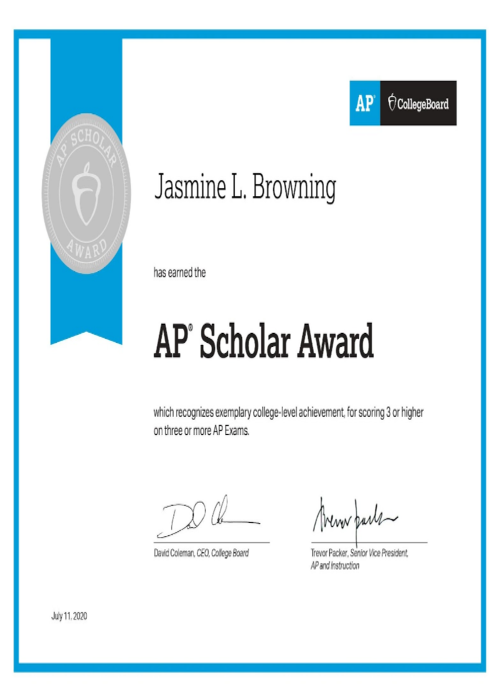 AP® CollegeBoard
AP SCHOLAR
AWARD
Jasmine L. Browning
has earned the
AP® Scholar Award
which recognizes exemplary college-level achievement, for scoring 3 or higher
on three or more AP Exams.
David Coleman, CEO, College Board
Trevor Packer, Senior Vice President,
AP and Instruction
July 11, 2020